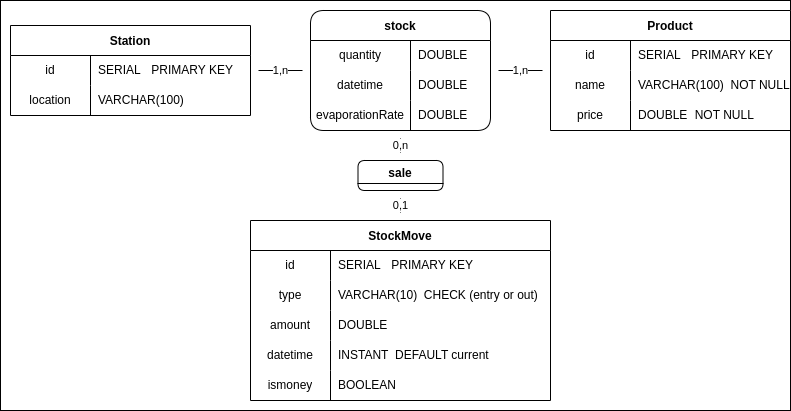 Station
id SERIAL PRIMARY KEY
location VARCHAR(100)
1,n
stock
quantity DOUBLE
datetime DOUBLE
evaporationRate DOUBLE
1,n
Product
id SERIAL PRIMARY KEY
name VARCHAR(100) NOT NULL
price DOUBLE NOT NULL
0,n
sale
0,1
StockMove
id SERIAL PRIMARY KEY
type VARCHAR(10) CHECK (entry or out)
amount DOUBLE
datetime INSTANT DEFAULT current
ismoney BOOLEAN